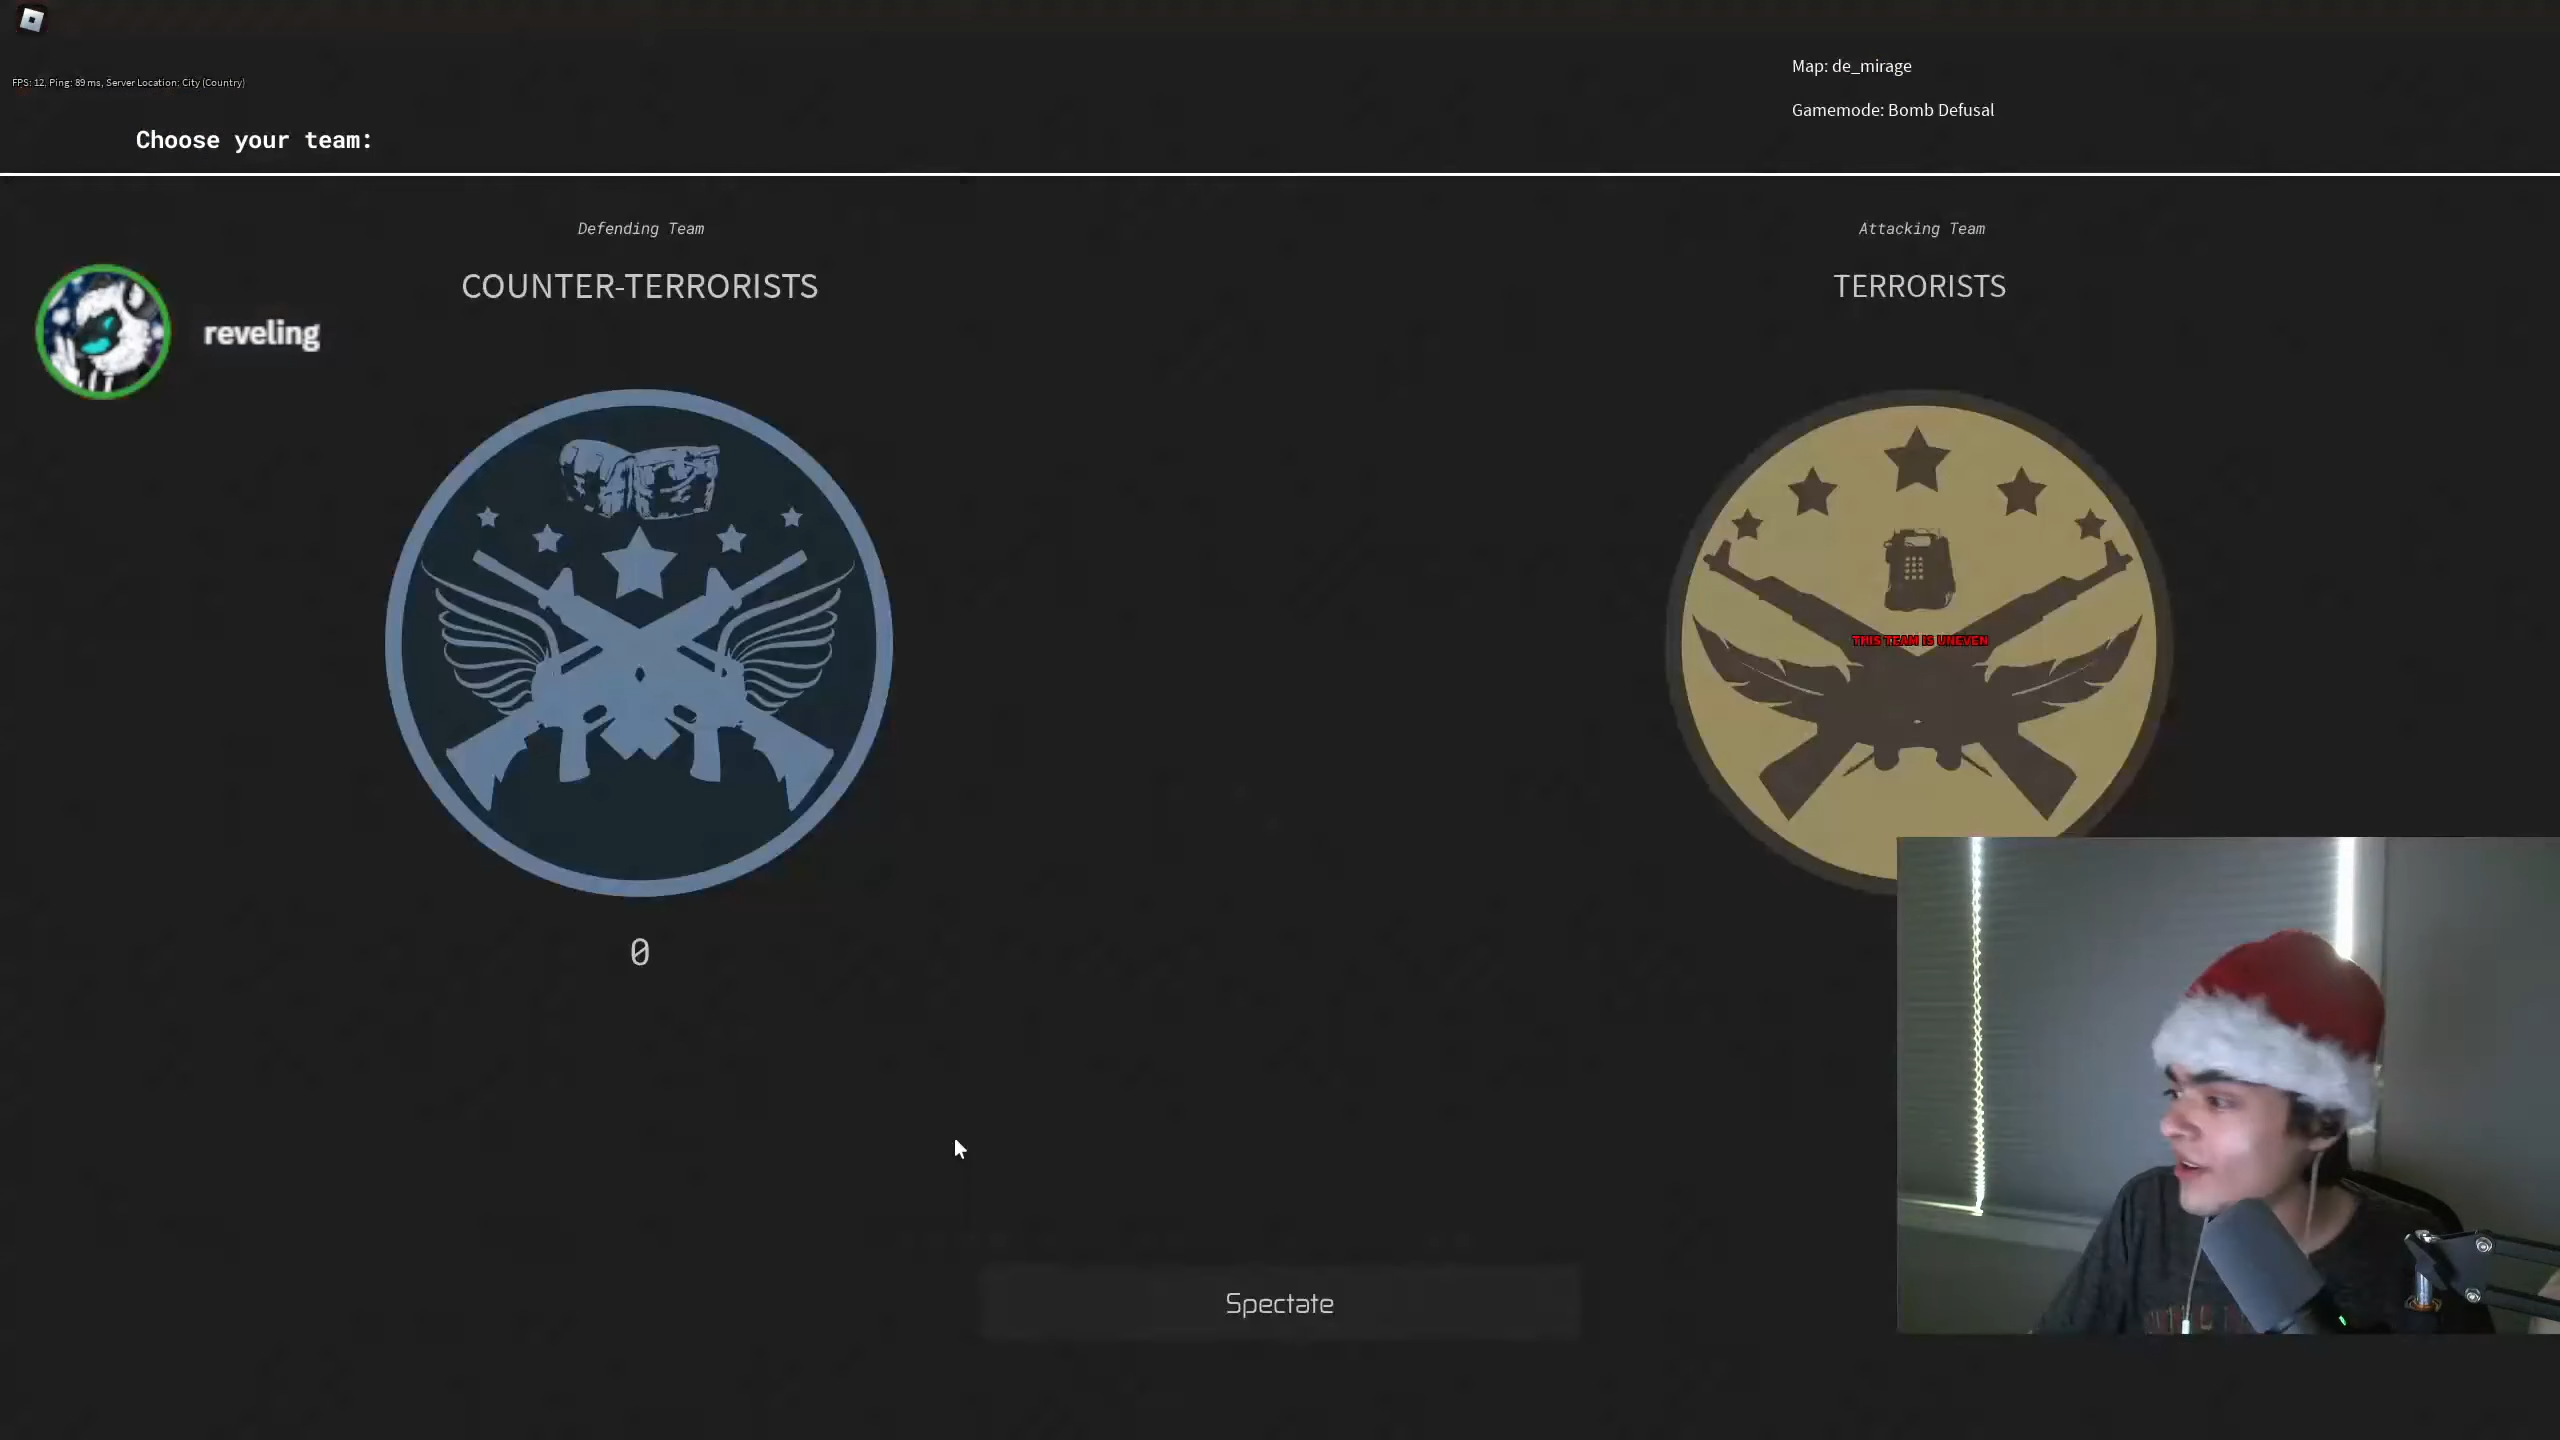 FPS: 12, Ping: 89 ms, Server Location: City (Country)
Map: de_mirage
Gamemode: Bomb Defusal
Choose your team:
Defending Team
COUNTER-TERRORISTS
reveling
0
Attacking Team
TERRORISTS
THIS TEAM IS UNEVEN
Spectate